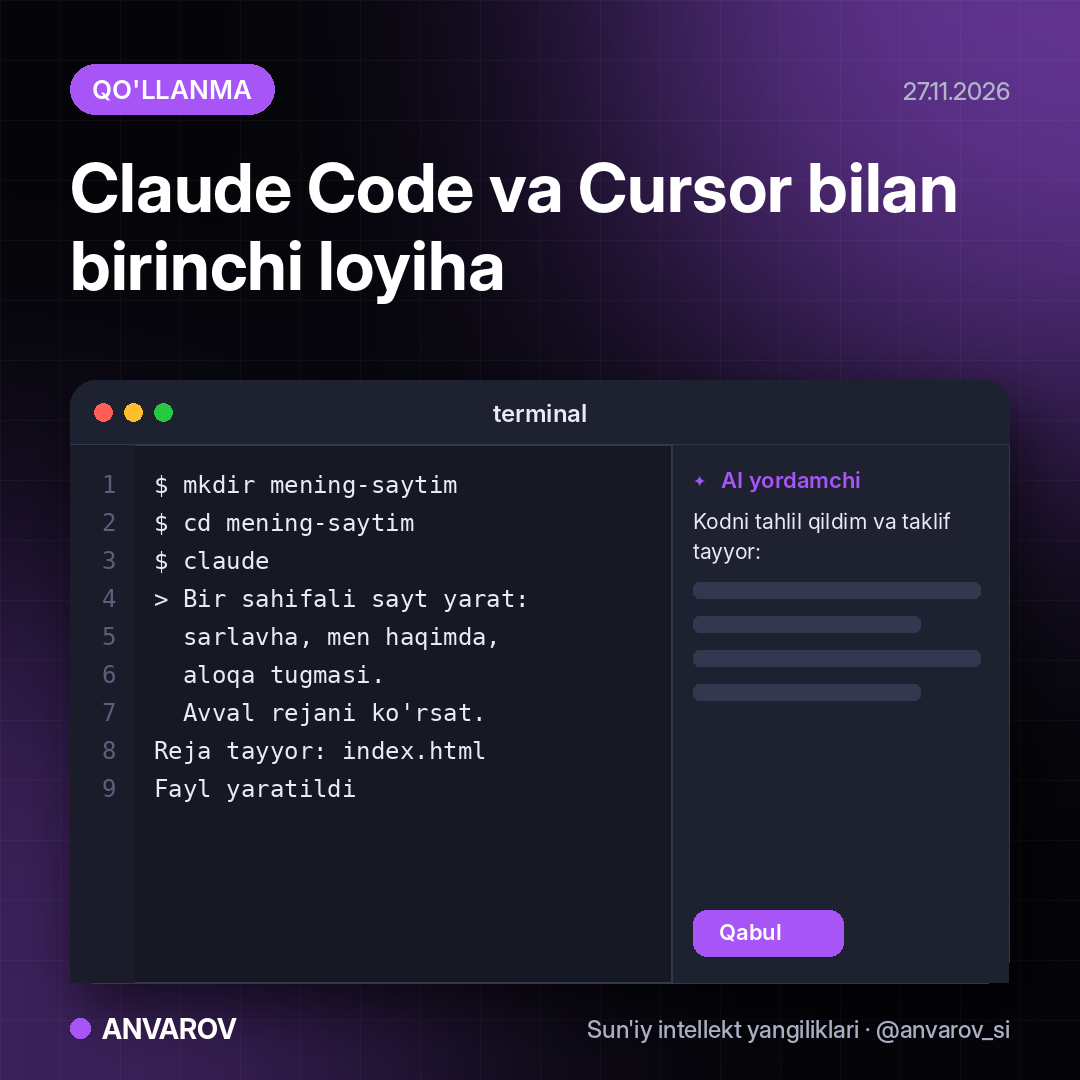 QO'LLANMA
27.11.2026
Claude Code va Cursor bilan
birinchi loyiha
terminal
1 $ mkdir mening-saytim
2 $ cd mening-saytim
3 $ claude
4 > Bir sahifali sayt yarat:
5 sarlavha, men haqimda,
6 aloqa tugmasi.
7 Avval rejani ko'rsat.
8 Reja tayyor: index.html
9 Fayl yaratildi
✦ AI yordamchi
Kodni tahlil qildim va taklif
tayyor:
Qabul
ANVAROV
Sun'iy intellekt yangiliklari · @anvarov_si